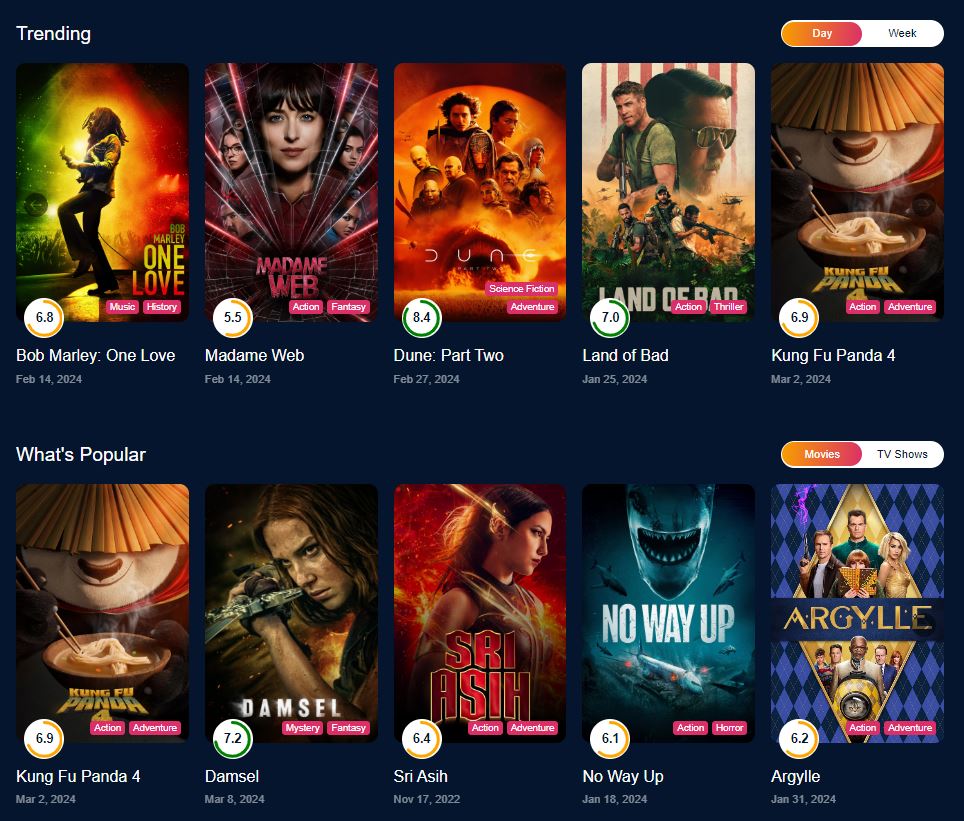 Trending
Day Week
BOB
MARLEY
ONE
LOVE
Music History
6.8
Bob Marley: One Love
Feb 14, 2024
MADAME
WEB
Action Fantasy
5.5
Madame Web
Feb 14, 2024
DUNE
PART TWO
Science Fiction
Adventure
8.4
Dune: Part Two
Feb 27, 2024
LAND OF BAD
Action Thriller
7.0
Land of Bad
Jan 25, 2024
KUNG FU
PANDA
4
Action Adventure
6.9
Kung Fu Panda 4
Mar 2, 2024
What's Popular
Movies TV Shows
KUNG FU
PANDA
4
Action Adventure
6.9
Kung Fu Panda 4
Mar 2, 2024
DAMSEL
Mystery Fantasy
7.2
Damsel
Mar 8, 2024
SRI
ASIH
Action Adventure
6.4
Sri Asih
Nov 17, 2022
NO WAY UP
Action Horror
6.1
No Way Up
Jan 18, 2024
ARGYLLE
Action Adventure
6.2
Argylle
Jan 31, 2024